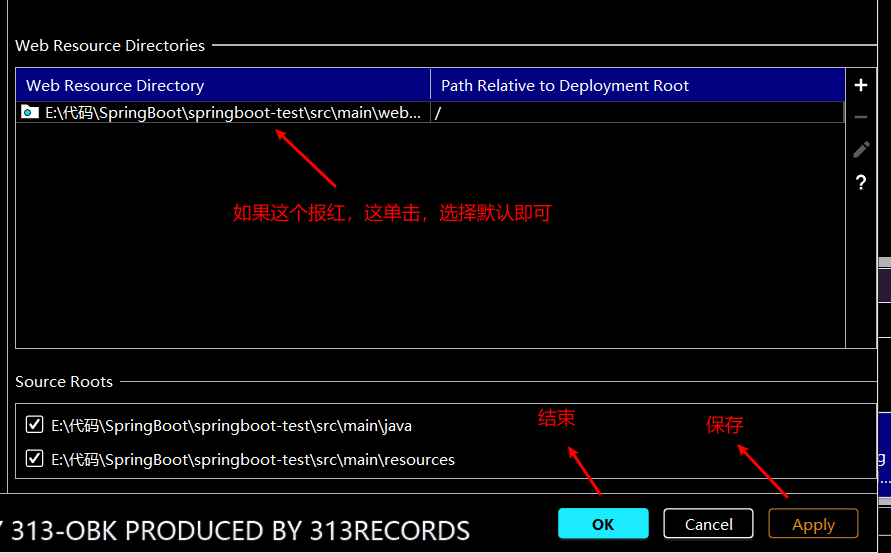 Web Resource Directories
Web Resource Directory
Path Relative to Deployment Root
E:\代码\SpringBoot\springboot-test\src\main\web...
/
如果这个报红，这单击，选择默认即可
?
Source Roots
E:\代码\SpringBoot\springboot-test\src\main\java
E:\代码\SpringBoot\springboot-test\src\main\resources
结束
保存
g
...
313-OBK PRODUCED BY 313RECORDS
OK
Cancel
Apply